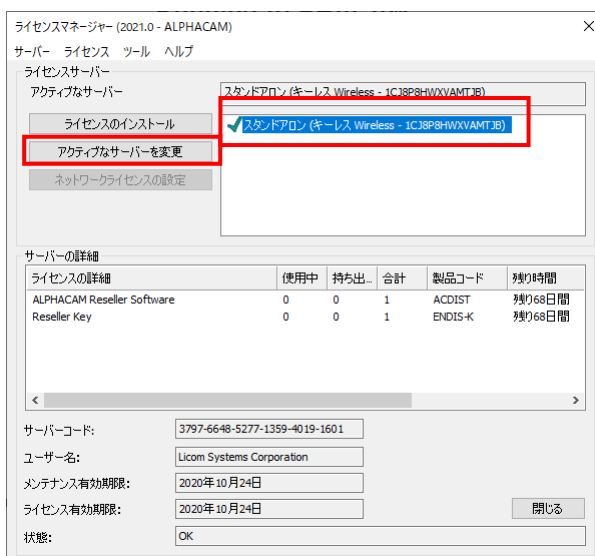 ライセンスマネージャー (2021.0 - ALPHACAM)
サーバー ライセンス ツール ヘルプ
ライセンスサーバー
アクティブなサーバー スタンドアロン (キーレス Wireless - 1CJ8P8HWXVAMTJB)
ライセンスのインストール スタンドアロン (キーレス Wireless - 1CJ8P8HWXVAMTJB)
アクティブなサーバーを変更
ネットワークライセンスの設定
サーバーの詳細
ライセンスの詳細 使用中 持ち出... 合計 製品コード 残り時間
ALPHACAM Reseller Software 0 0 1 ACDIST 残り68日間
Reseller Key 0 0 1 ENDIS-K 残り68日間
サーバーコード: 3797-6648-5277-1359-4019-1601
ユーザー名: Licom Systems Corporation
メンテナンス有効期限: 2020年10月24日
ライセンス有効期限: 2020年10月24日 閉じる
状態: OK